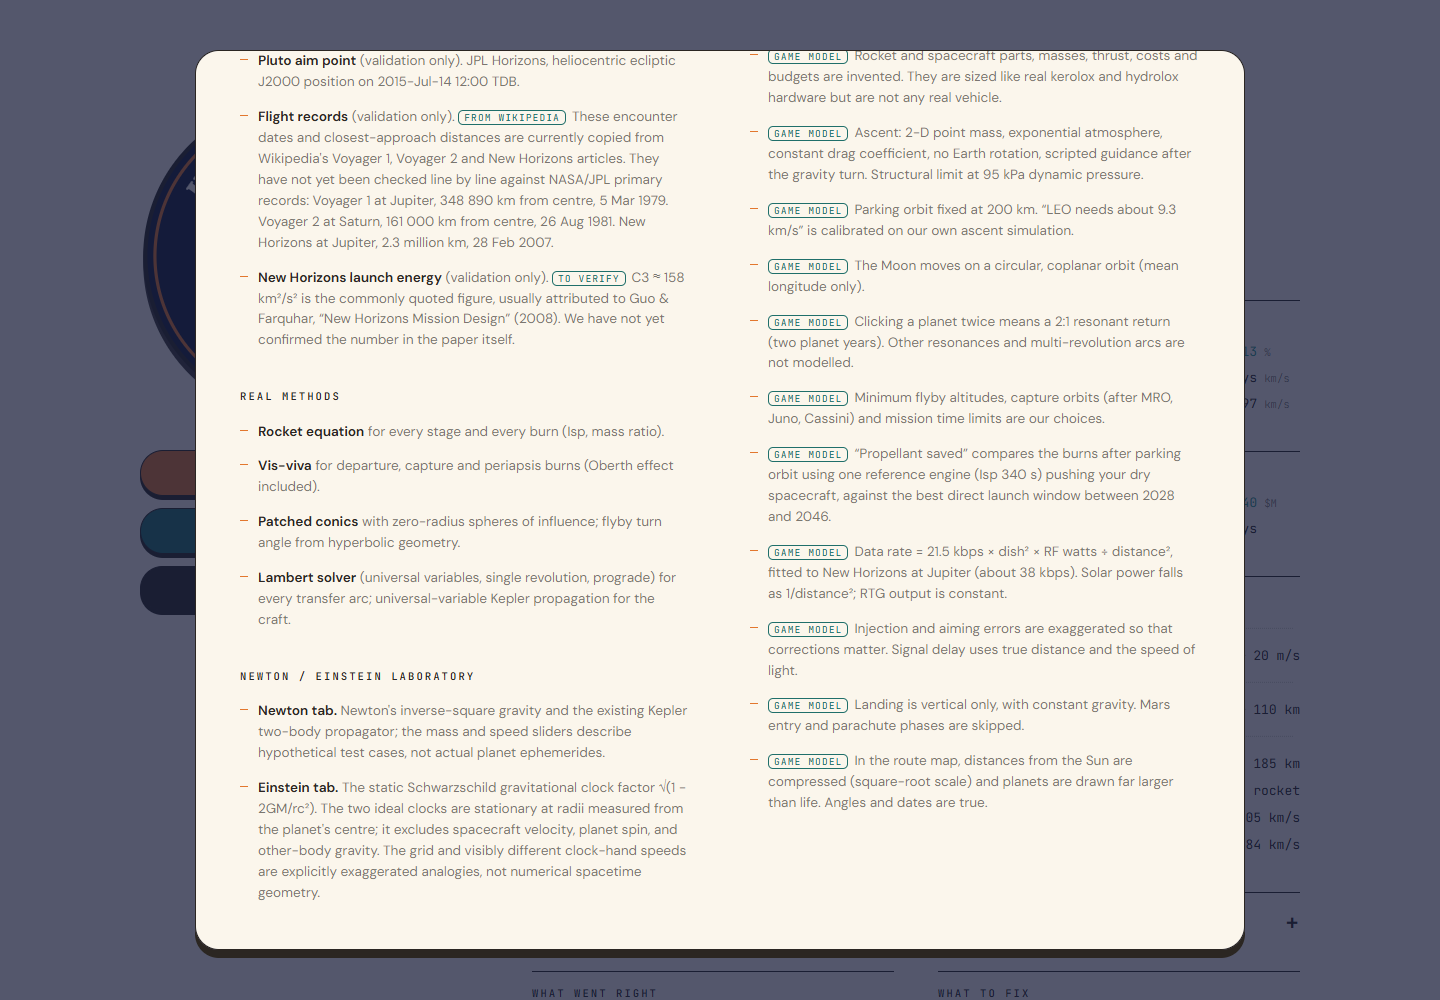 – Pluto aim point (validation only). JPL Horizons, heliocentric ecliptic
J2000 position on 2015-Jul-14 12:00 TDB.
– Flight records (validation only). FROM WIKIPEDIA These encounter
dates and closest-approach distances are currently copied from
Wikipedia's Voyager 1, Voyager 2 and New Horizons articles. They
have not yet been checked line by line against NASA/JPL primary
records: Voyager 1 at Jupiter, 348 890 km from centre, 5 Mar 1979.
Voyager 2 at Saturn, 161 000 km from centre, 26 Aug 1981. New
Horizons at Jupiter, 2.3 million km, 28 Feb 2007.
– New Horizons launch energy (validation only). TO VERIFY C3 ≈ 158
km²/s² is the commonly quoted figure, usually attributed to Guo &
Farquhar, “New Horizons Mission Design” (2008). We have not yet
confirmed the number in the paper itself.
REAL METHODS
– Rocket equation for every stage and every burn (Isp, mass ratio).
– Vis-viva for departure, capture and periapsis burns (Oberth effect
included).
– Patched conics with zero-radius spheres of influence; flyby turn
angle from hyperbolic geometry.
– Lambert solver (universal variables, single revolution, prograde) for
every transfer arc; universal-variable Kepler propagation for the
craft.
NEWTON / EINSTEIN LABORATORY
– Newton tab. Newton's inverse-square gravity and the existing Kepler
two-body propagator; the mass and speed sliders describe
hypothetical test cases, not actual planet ephemerides.
– Einstein tab. The static Schwarzschild gravitational clock factor √(1 −
2GM/rc²). The two ideal clocks are stationary at radii measured from
the planet's centre; it excludes spacecraft velocity, planet spin, and
other-body gravity. The grid and visibly different clock-hand speeds
are explicitly exaggerated analogies, not numerical spacetime
geometry.
– GAME MODEL Rocket and spacecraft parts, masses, thrust, costs and
budgets are invented. They are sized like real kerolox and hydrolox
hardware but are not any real vehicle.
– GAME MODEL Ascent: 2-D point mass, exponential atmosphere,
constant drag coefficient, no Earth rotation, scripted guidance after
the gravity turn. Structural limit at 95 kPa dynamic pressure.
– GAME MODEL Parking orbit fixed at 200 km. “LEO needs about 9.3
km/s” is calibrated on our own ascent simulation.
– GAME MODEL The Moon moves on a circular, coplanar orbit (mean
longitude only).
– GAME MODEL Clicking a planet twice means a 2:1 resonant return
(two planet years). Other resonances and multi-revolution arcs are
not modelled.
– GAME MODEL Minimum flyby altitudes, capture orbits (after MRO,
Juno, Cassini) and mission time limits are our choices.
– GAME MODEL “Propellant saved” compares the burns after parking
orbit using one reference engine (Isp 340 s) pushing your dry
spacecraft, against the best direct launch window between 2028
and 2046.
– GAME MODEL Data rate = 21.5 kbps × dish² × RF watts ÷ distance²,
fitted to New Horizons at Jupiter (about 38 kbps). Solar power falls
as 1/distance²; RTG output is constant.
– GAME MODEL Injection and aiming errors are exaggerated so that
corrections matter. Signal delay uses true distance and the speed of
light.
– GAME MODEL Landing is vertical only, with constant gravity. Mars
entry and parachute phases are skipped.
– GAME MODEL In the route map, distances from the Sun are
compressed (square-root scale) and planets are drawn far larger
than life. Angles and dates are true.
13 %
km/s
97 km/s
40 $M
20 m/s
110 km
185 km
rocket
05 km/s
84 km/s
+
WHAT WENT RIGHT
WHAT TO FIX